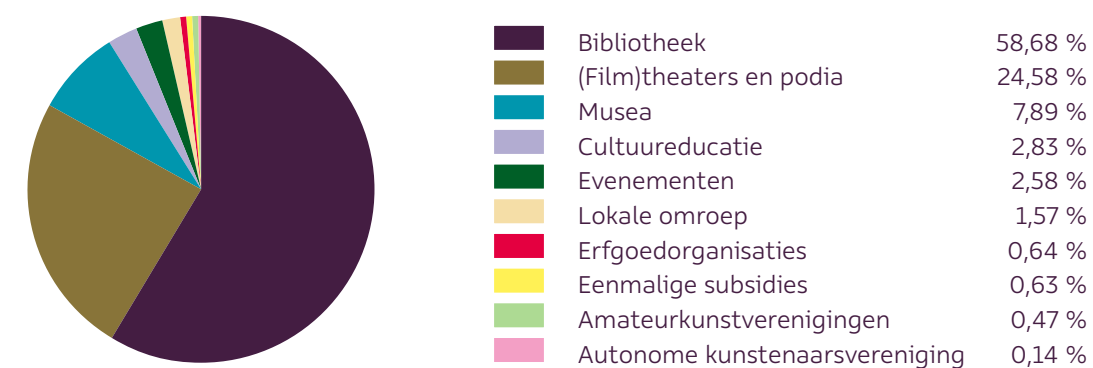 Bibliotheek 58,68 %
(Film)theaters en podia 24,58 %
Musea 7,89 %
Cultuureducatie 2,83 %
Evenementen 2,58 %
Lokale omroep 1,57 %
Erfgoedorganisaties 0,64 %
Eenmalige subsidies 0,63 %
Amateurkunstverenigingen 0,47 %
Autonome kunstenaarsvereniging 0,14 %